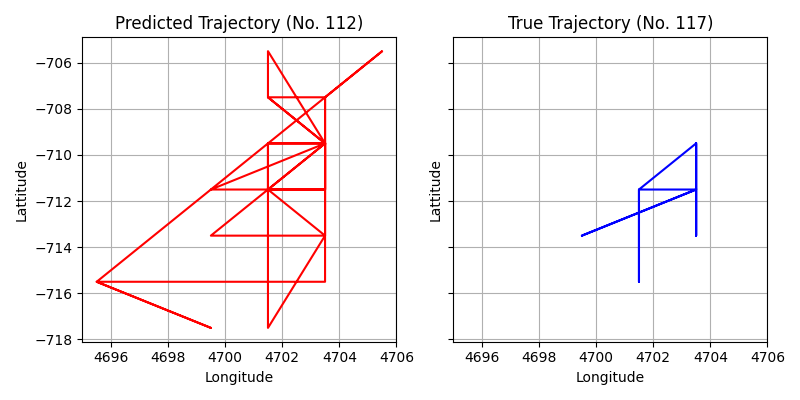 Predicted Trajectory (No. 112)
True Trajectory (No. 117)
−706
−708
−710
−712
−714
−716
−718
Lattitude
Lattitude
4696 4698 4700 4702 4704 4706
4696 4698 4700 4702 4704 4706
Longitude
Longitude